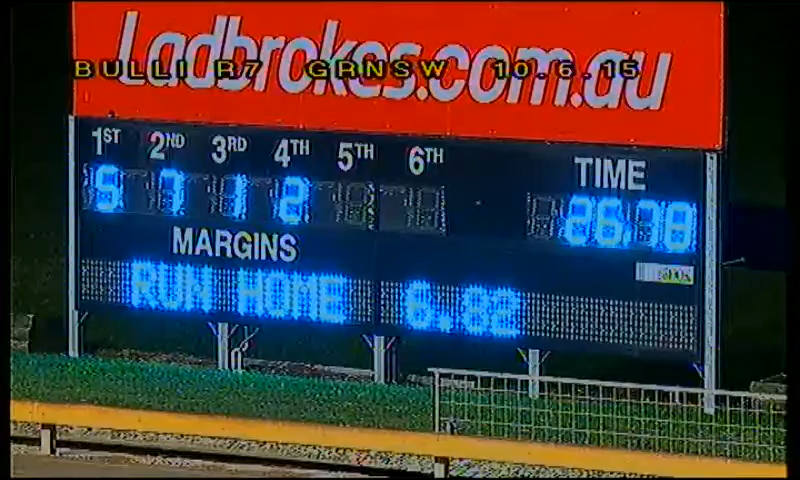 Ladbrokes.com.au
BULLI R7 GRNSW 10.6.15
1ST 2ND 3RD 4TH 5TH 6TH
5 7 1 2
TIME
26.78
MARGINS
RUN HOME 6.82